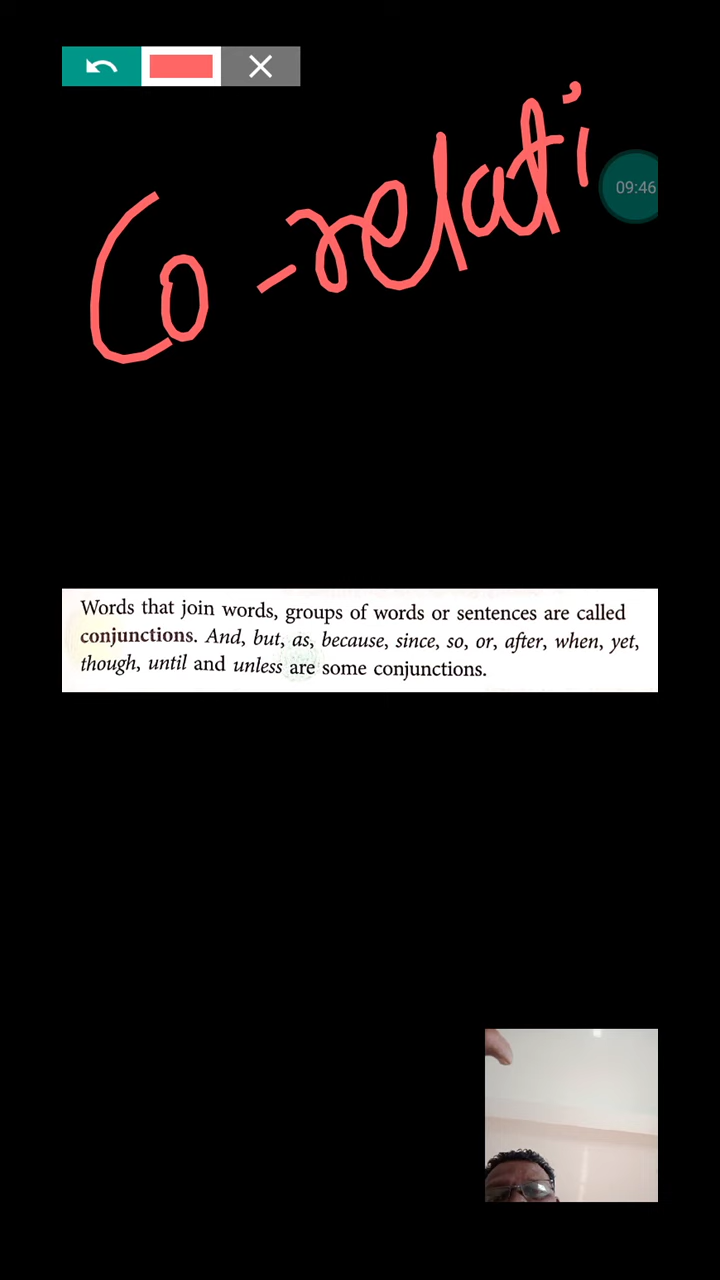 Co-relati
09:46
Words that join words, groups of words or sentences are called
conjunctions. And, but, as, because, since, so, or, after, when, yet,
though, until and unless are some conjunctions.